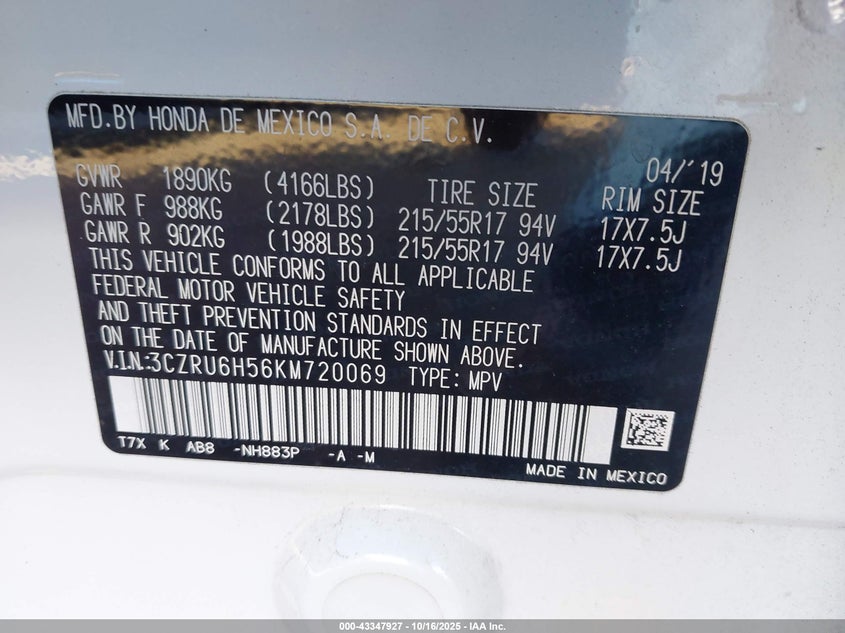 MFD.BY HONDA DE MEXICO S.A. DE C.V.
04/'19
GVWR 1890KG (4166LBS) TIRE SIZE RIM SIZE
GAWR F 988KG (2178LBS) 215/55R17 94V 17X7.5J
GAWR R 902KG (1988LBS) 215/55R17 94V 17X7.5J
THIS VEHICLE CONFORMS TO ALL APPLICABLE
FEDERAL MOTOR VEHICLE SAFETY
AND THEFT PREVENTION STANDARDS IN EFFECT
ON THE DATE OF MANUFACTURE SHOWN ABOVE.
V.I.N:3CZRU6H56KM720069 TYPE: MPV
T7X K AB8 -NH883P -A -M
MADE IN MEXICO
000-43347927 - 10/16/2025 - IAA Inc.